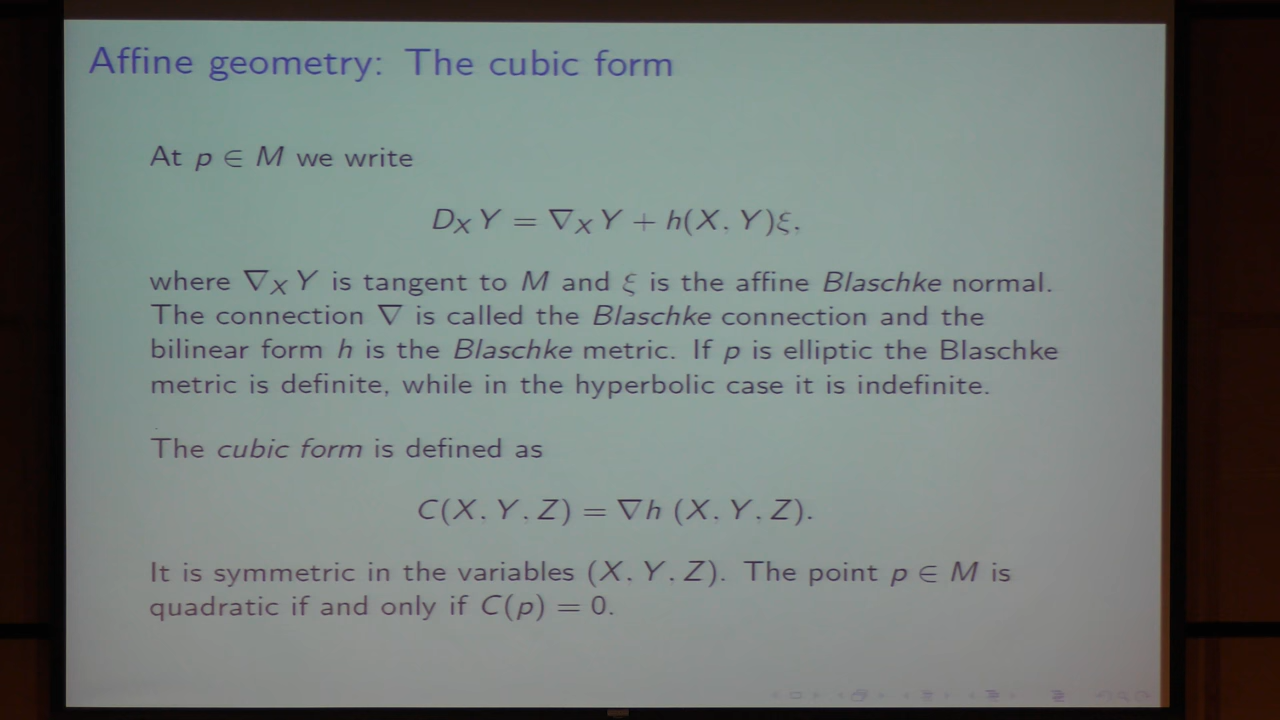 Affine geometry: The cubic form
At p ∈ M we write
D_X Y = ∇_X Y + h(X, Y)ξ,
where ∇_X Y is tangent to M and ξ is the affine Blaschke normal.
The connection ∇ is called the Blaschke connection and the
bilinear form h is the Blaschke metric. If p is elliptic the Blaschke
metric is definite, while in the hyperbolic case it is indefinite.
The cubic form is defined as
C(X, Y, Z) = ∇h (X, Y, Z).
It is symmetric in the variables (X, Y, Z). The point p ∈ M is
quadratic if and only if C(p) = 0.